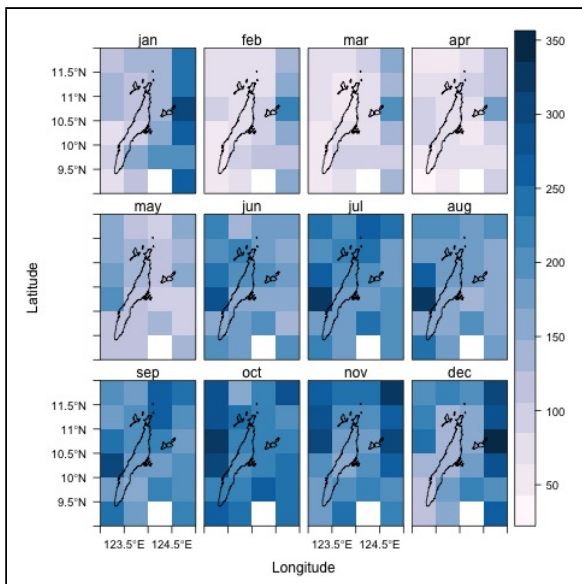 jan feb mar apr
11.5°N
11°N
10.5°N
10°N
9.5°N
may jun jul aug
Latitude
sep oct nov dec
11.5°N
11°N
10.5°N
10°N
9.5°N
123.5°E 124.5°E 123.5°E 124.5°E
Longitude
350
300
250
200
150
100
50